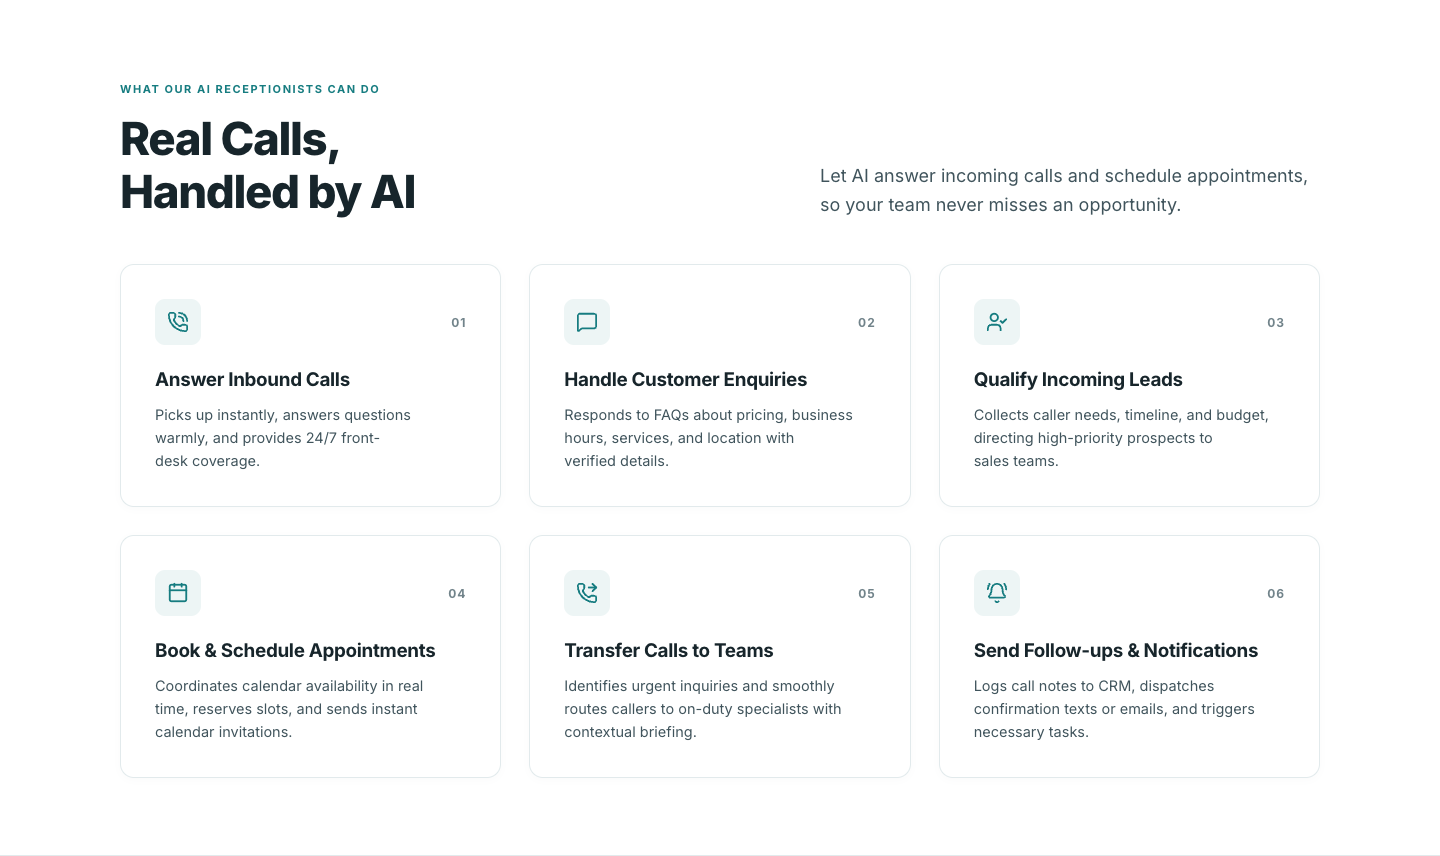 WHAT OUR AI RECEPTIONISTS CAN DO
Real Calls,
Handled by AI
Let AI answer incoming calls and schedule appointments,
so your team never misses an opportunity.
01
Answer Inbound Calls
Picks up instantly, answers questions
warmly, and provides 24/7 front-
desk coverage.
02
Handle Customer Enquiries
Responds to FAQs about pricing, business
hours, services, and location with
verified details.
03
Qualify Incoming Leads
Collects caller needs, timeline, and budget,
directing high-priority prospects to
sales teams.
04
Book & Schedule Appointments
Coordinates calendar availability in real
time, reserves slots, and sends instant
calendar invitations.
05
Transfer Calls to Teams
Identifies urgent inquiries and smoothly
routes callers to on-duty specialists with
contextual briefing.
06
Send Follow-ups & Notifications
Logs call notes to CRM, dispatches
confirmation texts or emails, and triggers
necessary tasks.